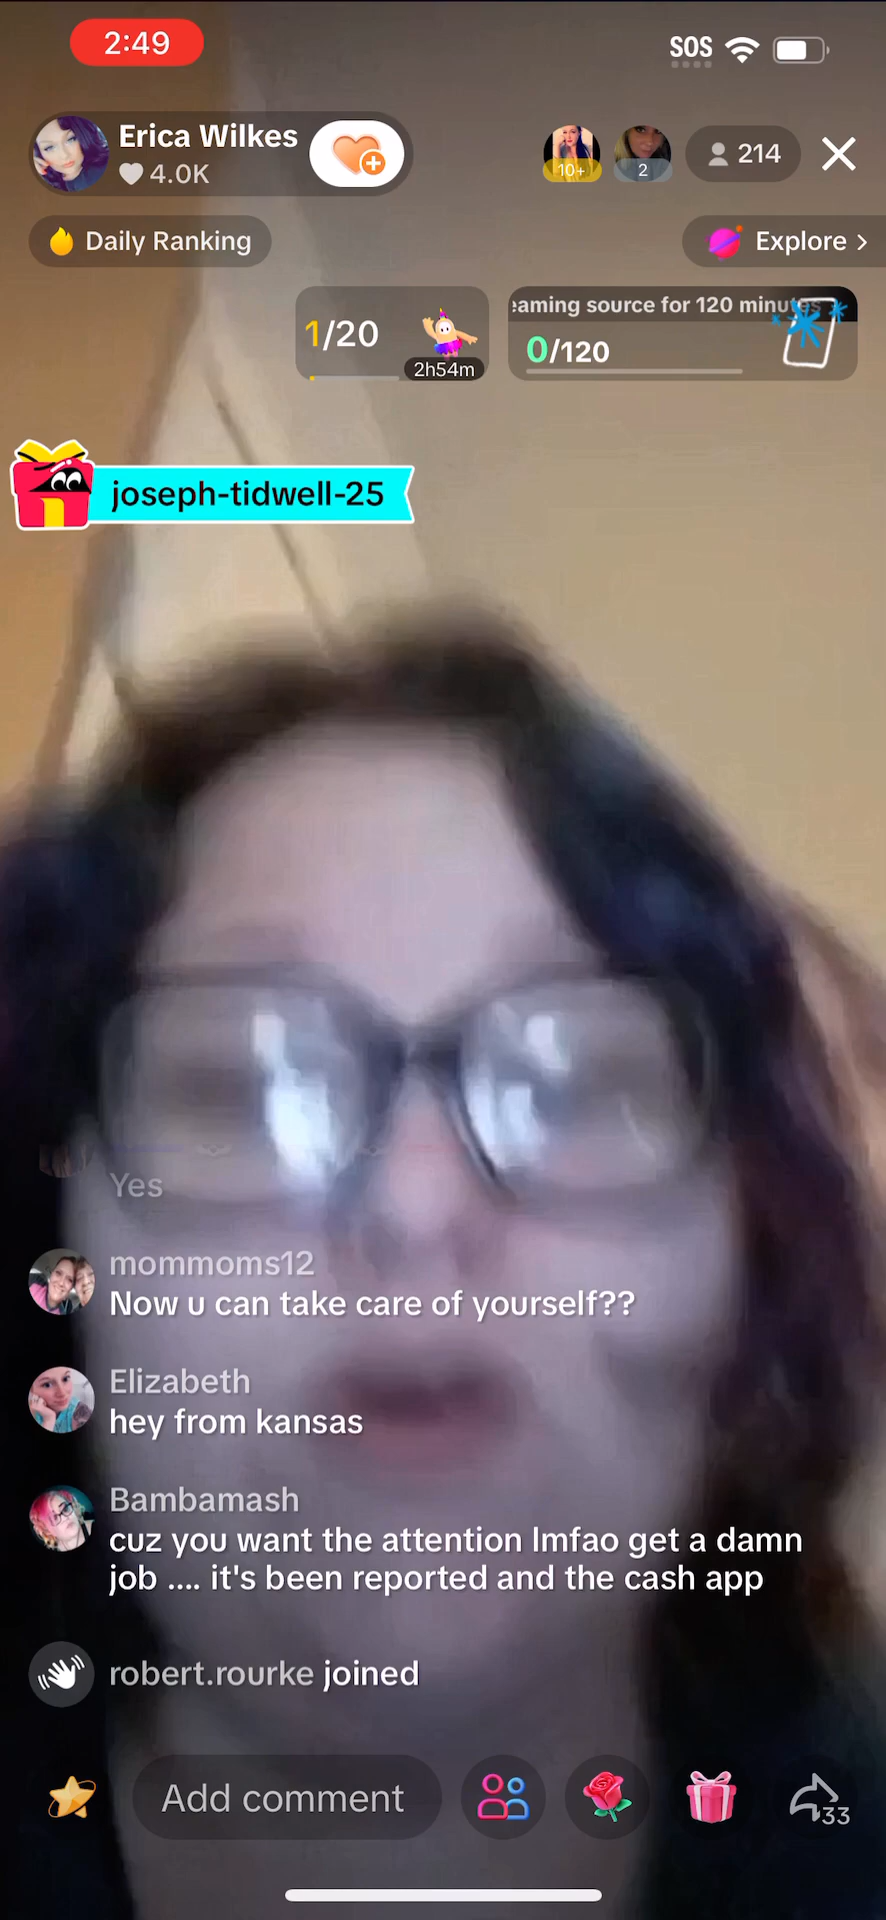 2:49
SOS
Erica Wilkes
4.0K
10+
2
214
Daily Ranking
Explore >
1/20
2h54m
eaming source for 120 minutes
0/120
joseph-tidwell-25
Yes
mommoms12
Now u can take care of yourself??
Elizabeth
hey from kansas
Bambamash
cuz you want the attention lmfao get a damn
job .... it's been reported and the cash app
robert.rourke joined
Add comment
33